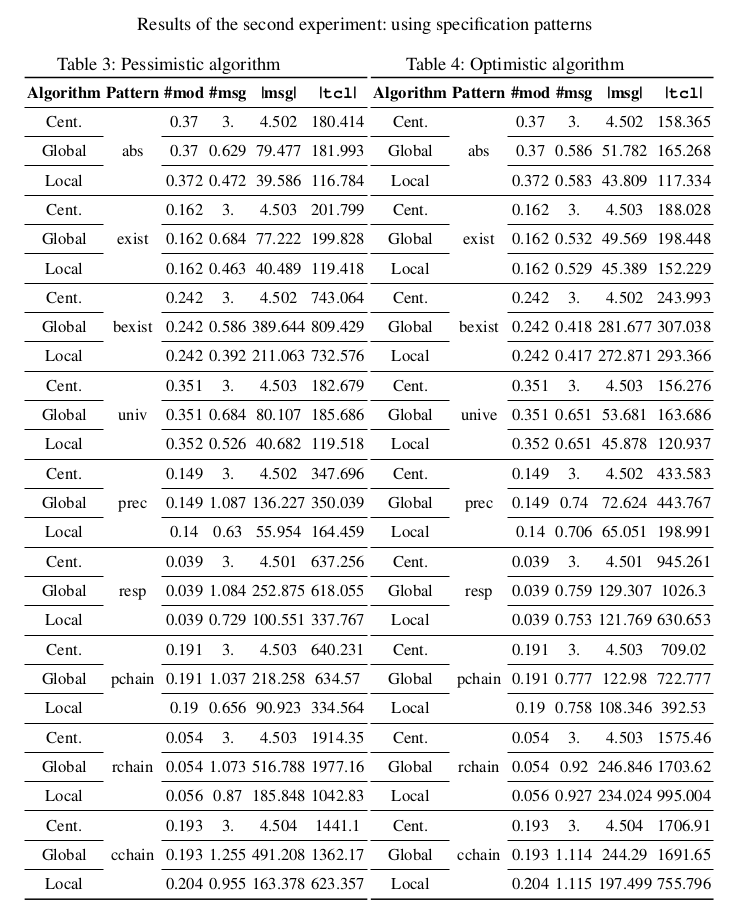 Results of the second experiment: using specification patterns
Table 3: Pessimistic algorithm Table 4: Optimistic algorithm
Algorithm Pattern #mod #msg |msg| |tcl| Algorithm Pattern #mod #msg |msg| |tcl|
Cent. 0.37 3. 4.502 180.414 Cent. 0.37 3. 4.502 158.365
Global abs 0.37 0.629 79.477 181.993 Global abs 0.37 0.586 51.782 165.268
Local 0.372 0.472 39.586 116.784 Local 0.372 0.583 43.809 117.334
Cent. 0.162 3. 4.503 201.799 Cent. 0.162 3. 4.503 188.028
Global exist 0.162 0.684 77.222 199.828 Global exist 0.162 0.532 49.569 198.448
Local 0.162 0.463 40.489 119.418 Local 0.162 0.529 45.389 152.229
Cent. 0.242 3. 4.502 743.064 Cent. 0.242 3. 4.502 243.993
Global bexist 0.242 0.586 389.644 809.429 Global bexist 0.242 0.418 281.677 307.038
Local 0.242 0.392 211.063 732.576 Local 0.242 0.417 272.871 293.366
Cent. 0.351 3. 4.503 182.679 Cent. 0.351 3. 4.503 156.276
Global univ 0.351 0.684 80.107 185.686 Global unive 0.351 0.651 53.681 163.686
Local 0.352 0.526 40.682 119.518 Local 0.352 0.651 45.878 120.937
Cent. 0.149 3. 4.502 347.696 Cent. 0.149 3. 4.502 433.583
Global prec 0.149 1.087 136.227 350.039 Global prec 0.149 0.74 72.624 443.767
Local 0.14 0.63 55.954 164.459 Local 0.14 0.706 65.051 198.991
Cent. 0.039 3. 4.501 637.256 Cent. 0.039 3. 4.501 945.261
Global resp 0.039 1.084 252.875 618.055 Global resp 0.039 0.759 129.307 1026.3
Local 0.039 0.729 100.551 337.767 Local 0.039 0.753 121.769 630.653
Cent. 0.191 3. 4.503 640.231 Cent. 0.191 3. 4.503 709.02
Global pchain 0.191 1.037 218.258 634.57 Global pchain 0.191 0.777 122.98 722.777
Local 0.19 0.656 90.923 334.564 Local 0.19 0.758 108.346 392.53
Cent. 0.054 3. 4.503 1914.35 Cent. 0.054 3. 4.503 1575.46
Global rchain 0.054 1.073 516.788 1977.16 Global rchain 0.054 0.92 246.846 1703.62
Local 0.056 0.87 185.848 1042.83 Local 0.056 0.927 234.024 995.004
Cent. 0.193 3. 4.504 1441.1 Cent. 0.193 3. 4.504 1706.91
Global cchain 0.193 1.255 491.208 1362.17 Global cchain 0.193 1.114 244.29 1691.65
Local 0.204 0.955 163.378 623.357 Local 0.204 1.115 197.499 755.796